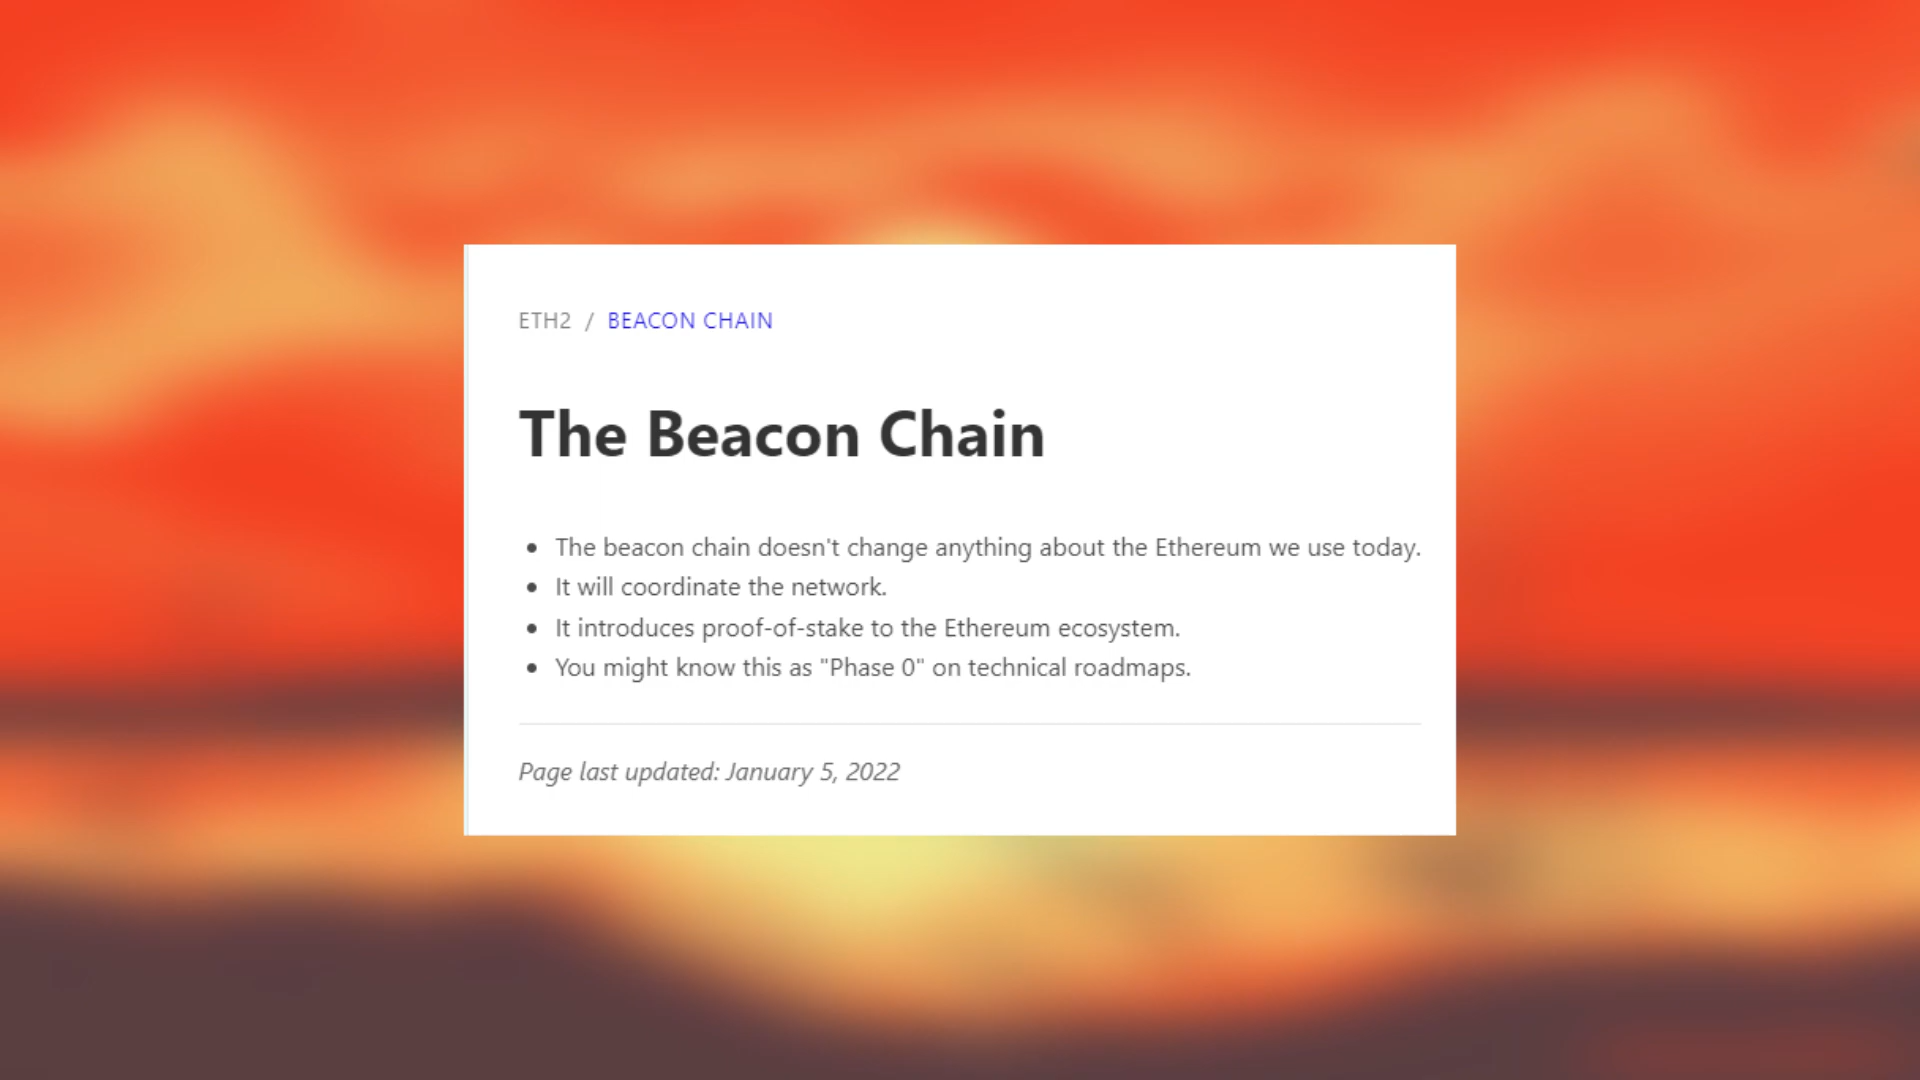 ETH2 / BEACON CHAIN
The Beacon Chain
• The beacon chain doesn't change anything about the Ethereum we use today.
• It will coordinate the network.
• It introduces proof-of-stake to the Ethereum ecosystem.
• You might know this as "Phase 0" on technical roadmaps.
Page last updated: January 5, 2022